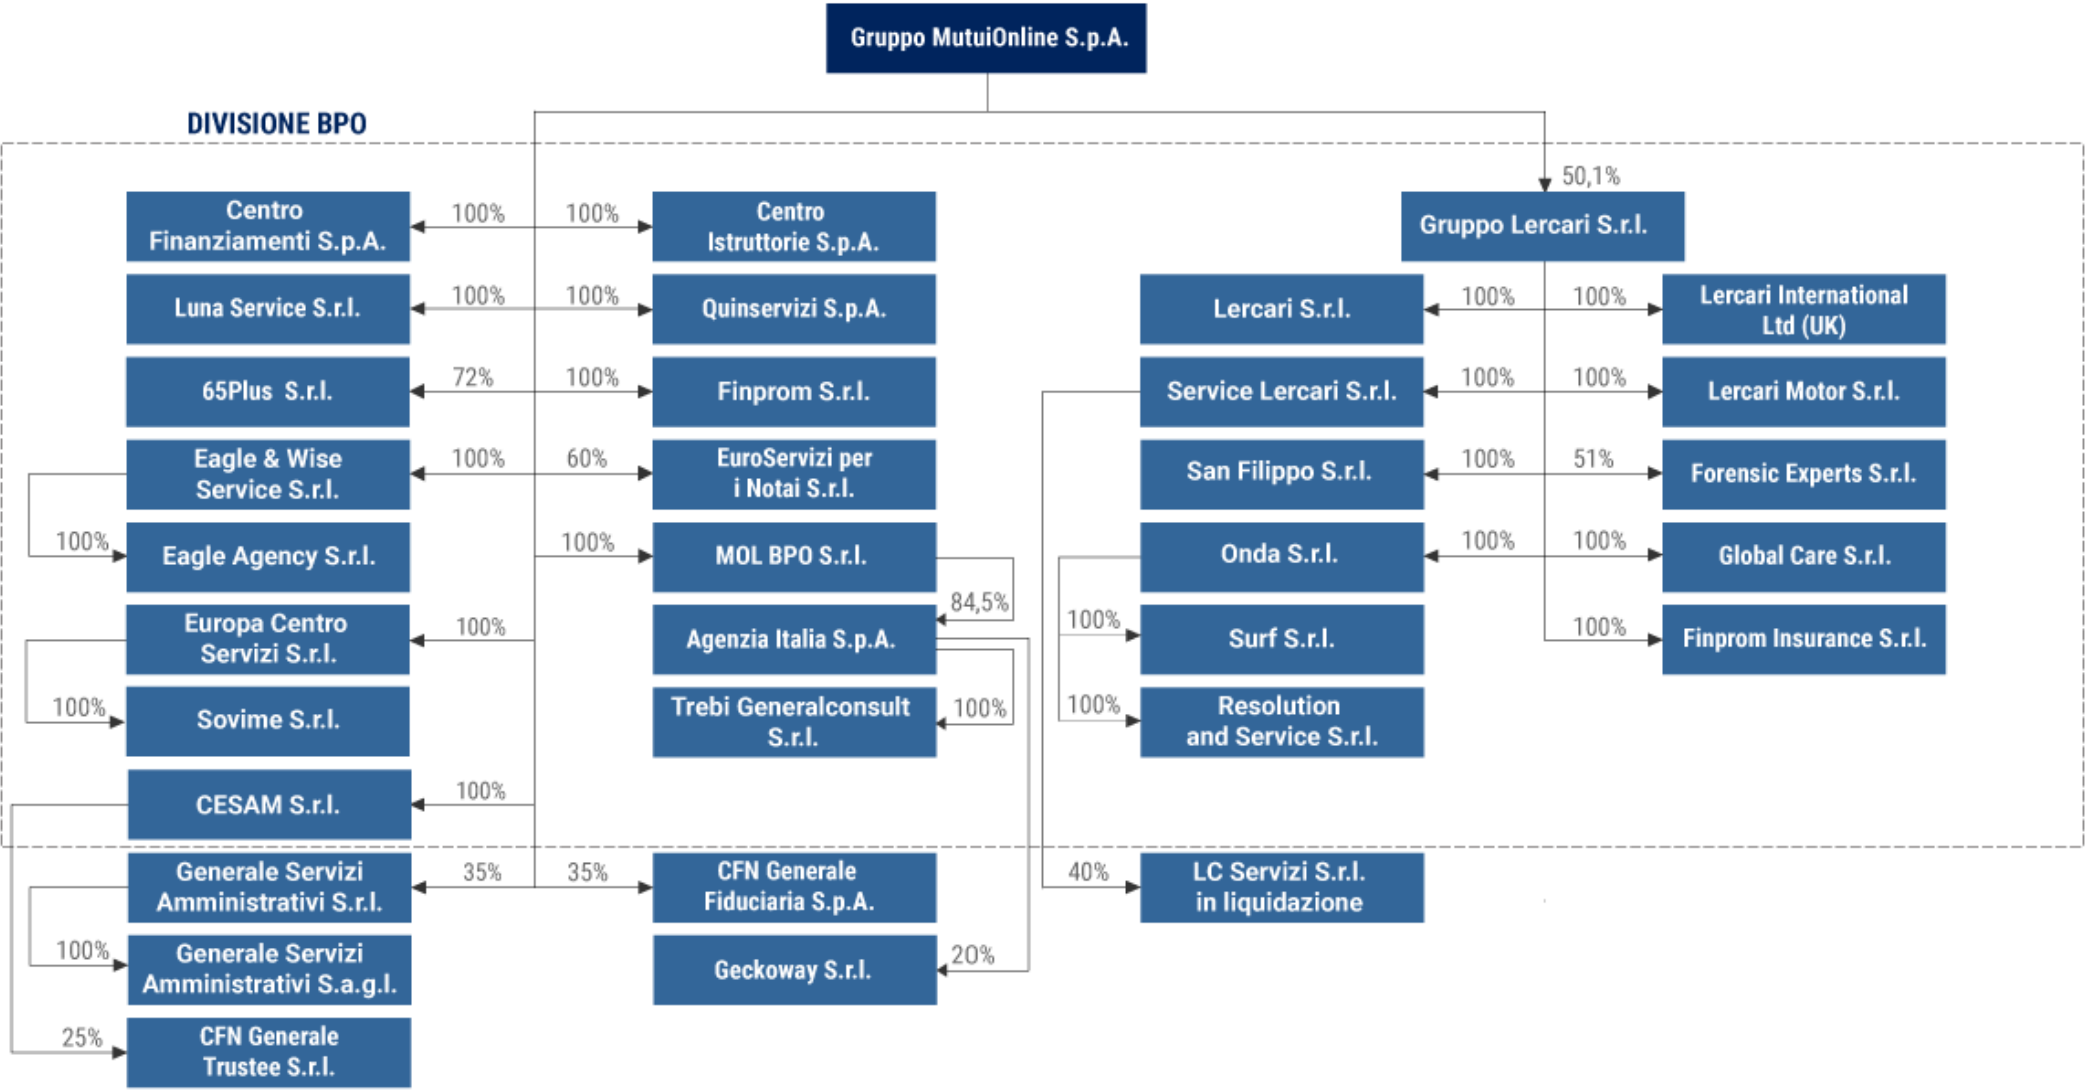 Gruppo MutuiOnline S.p.A.
DIVISIONE BPO
50,1%
Centro
Finanziamenti S.p.A.
100%
100%
Centro
Istruttorie S.p.A.
Gruppo Lercari S.r.l.
Luna Service S.r.l.
100%
100%
Quinservizi S.p.A.
Lercari S.r.l.
100%
100%
Lercari International
Ltd (UK)
65Plus S.r.l.
72%
100%
Finprom S.r.l.
Service Lercari S.r.l.
100%
100%
Lercari Motor S.r.l.
Eagle & Wise
Service S.r.l.
100%
60%
EuroServizi per
i Notai S.r.l.
San Filippo S.r.l.
100%
51%
Forensic Experts S.r.l.
100%
Eagle Agency S.r.l.
100%
MOL BPO S.r.l.
Onda S.r.l.
100%
100%
Global Care S.r.l.
84,5%
Europa Centro
Servizi S.r.l.
100%
Agenzia Italia S.p.A.
100%
Surf S.r.l.
100%
Finprom Insurance S.r.l.
100%
Sovime S.r.l.
Trebi Generalconsult
S.r.l.
100%
100%
Resolution
and Service S.r.l.
CESAM S.r.l.
100%
Generale Servizi
Amministrativi S.r.l.
35%
35%
CFN Generale
Fiduciaria S.p.A.
40%
LC Servizi S.r.l.
in liquidazione
100%
Generale Servizi
Amministrativi S.a.g.l.
Geckoway S.r.l.
20%
25%
CFN Generale
Trustee S.r.l.